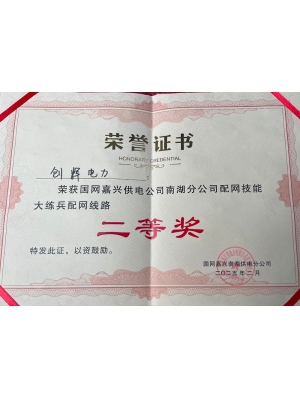 荣誉证书
HONORARY CREDENTIAL
创辉电力
荣获国网嘉兴供电公司南湖分公司配网技能
大练兵配网线路
二等奖
特发此证，以资鼓励。
国网嘉兴南湖供电分公司
二〇二三年二月